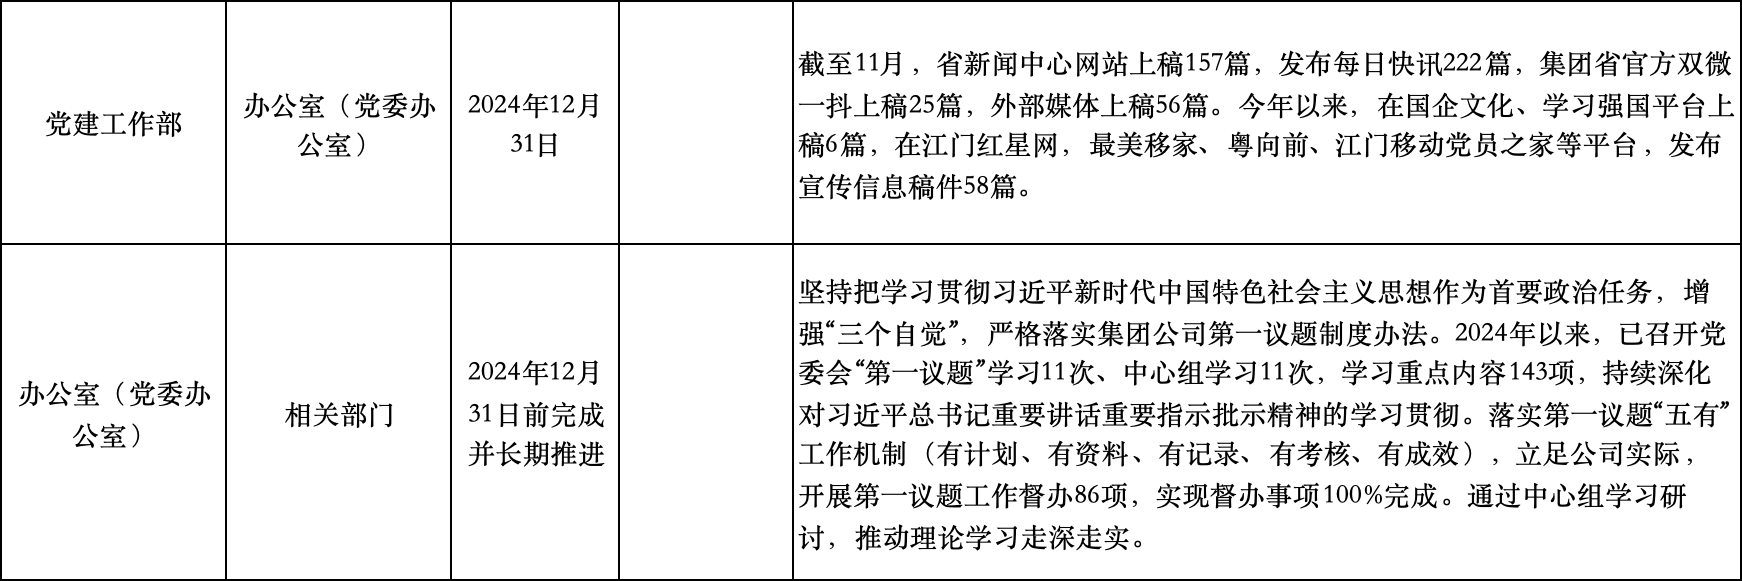 党建工作部
办公室（党委办
公室）
2024年12月
31日
截至11月，省新闻中心网站上稿157篇，发布每日快讯222篇，集团省官方双微
一抖上稿25篇，外部媒体上稿56篇。今年以来，在国企文化、学习强国平台上
稿6篇，在江门红星网，最美移家、粤向前、江门移动党员之家等平台，发布
宣传信息稿件58篇。
办公室（党委办
公室）
相关部门
2024年12月
31日前完成
并长期推进
坚持把学习贯彻习近平新时代中国特色社会主义思想作为首要政治任务，增
强“三个自觉”，严格落实集团公司第一议题制度办法。2024年以来，已召开党
委会“第一议题”学习11次、中心组学习11次，学习重点内容143项，持续深化
对习近平总书记重要讲话重要指示批示精神的学习贯彻。落实第一议题“五有”
工作机制（有计划、有资料、有记录、有考核、有成效），立足公司实际，
开展第一议题工作督办86项，实现督办事项100%完成。通过中心组学习研
讨，推动理论学习走深走实。